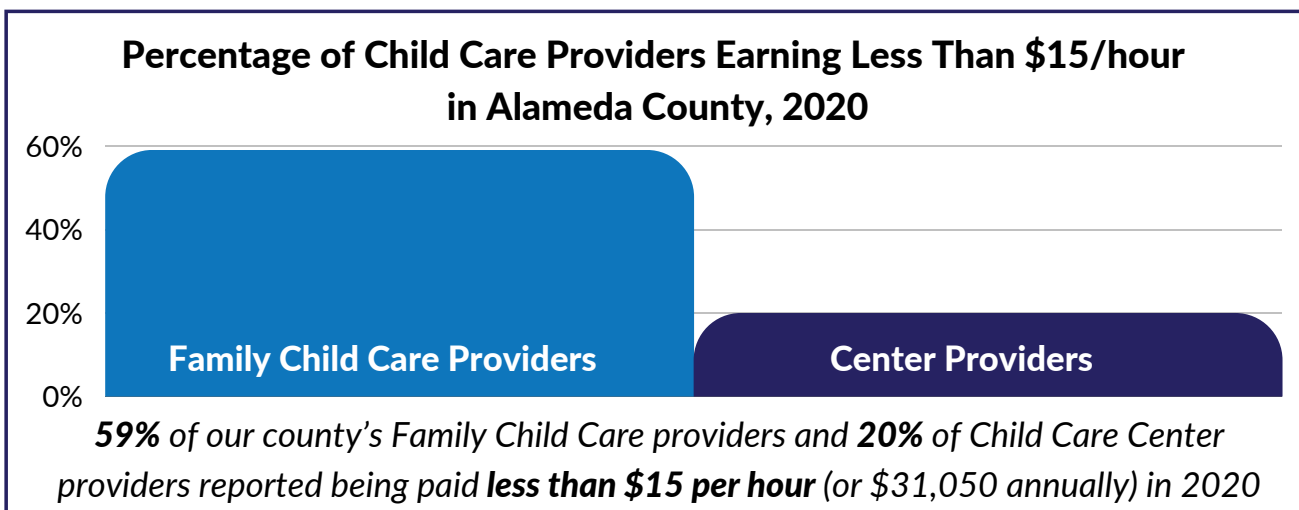 Percentage of Child Care Providers Earning Less Than $15/hour
in Alameda County, 2020
60%
40%
20%
0%
Family Child Care Providers
Center Providers
59% of our county’s Family Child Care providers and 20% of Child Care Center
providers reported being paid less than $15 per hour (or $31,050 annually) in 2020